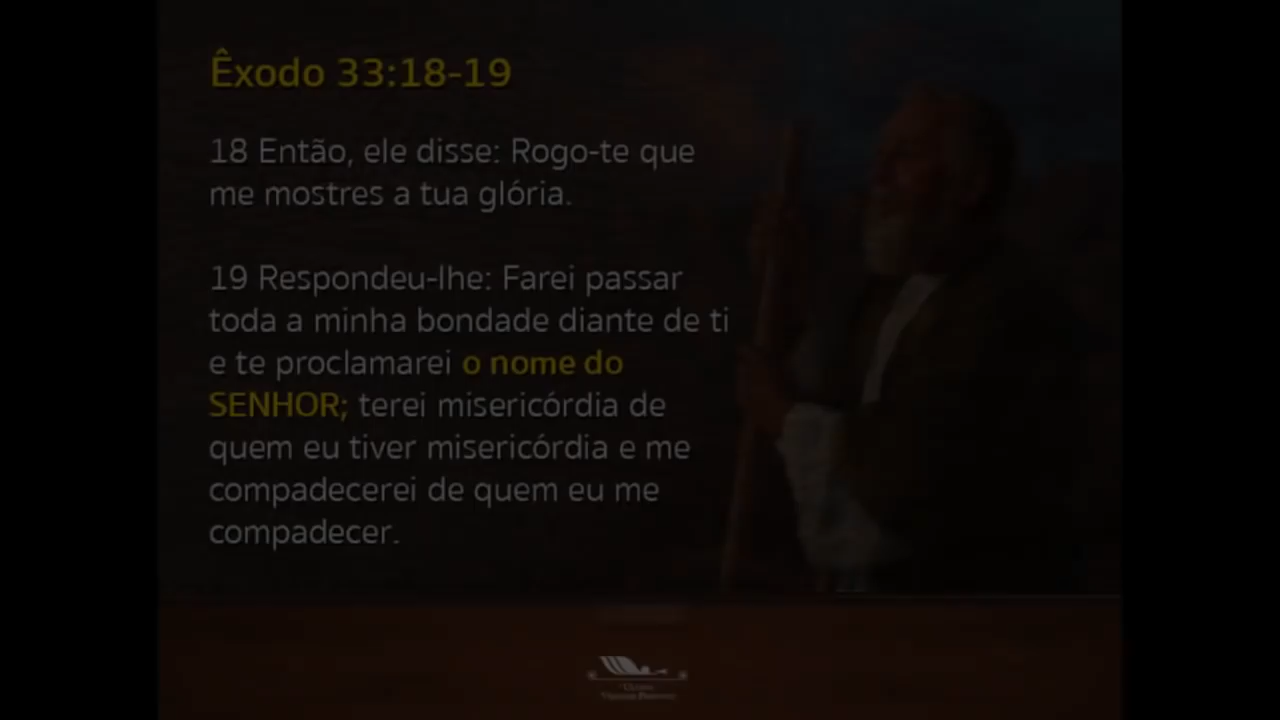 Êxodo 33:18-19
18 Então, ele disse: Rogo-te que
me mostres a tua glória.
19 Respondeu-lhe: Farei passar
toda a minha bondade diante de ti
e te proclamarei o nome do
SENHOR; terei misericórdia de
quem eu tiver misericórdia e me
compadecerei de quem eu me
compadecer.